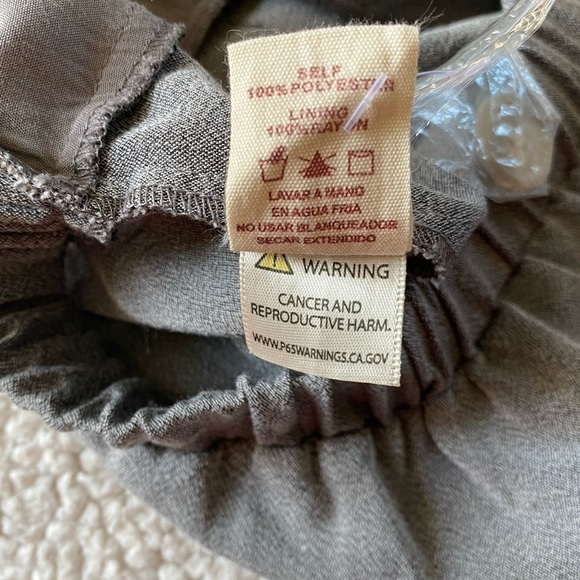 SELF
100% POLYESTER
LINING
100% RAYON
LAVAR A MANO
EN AGUA FRIA
NO USAR BLANQUEADOR
SECAR EXTENDIDO
WARNING
CANCER AND
REPRODUCTIVE HARM.
WWW.P65WARNINGS.CA.GOV